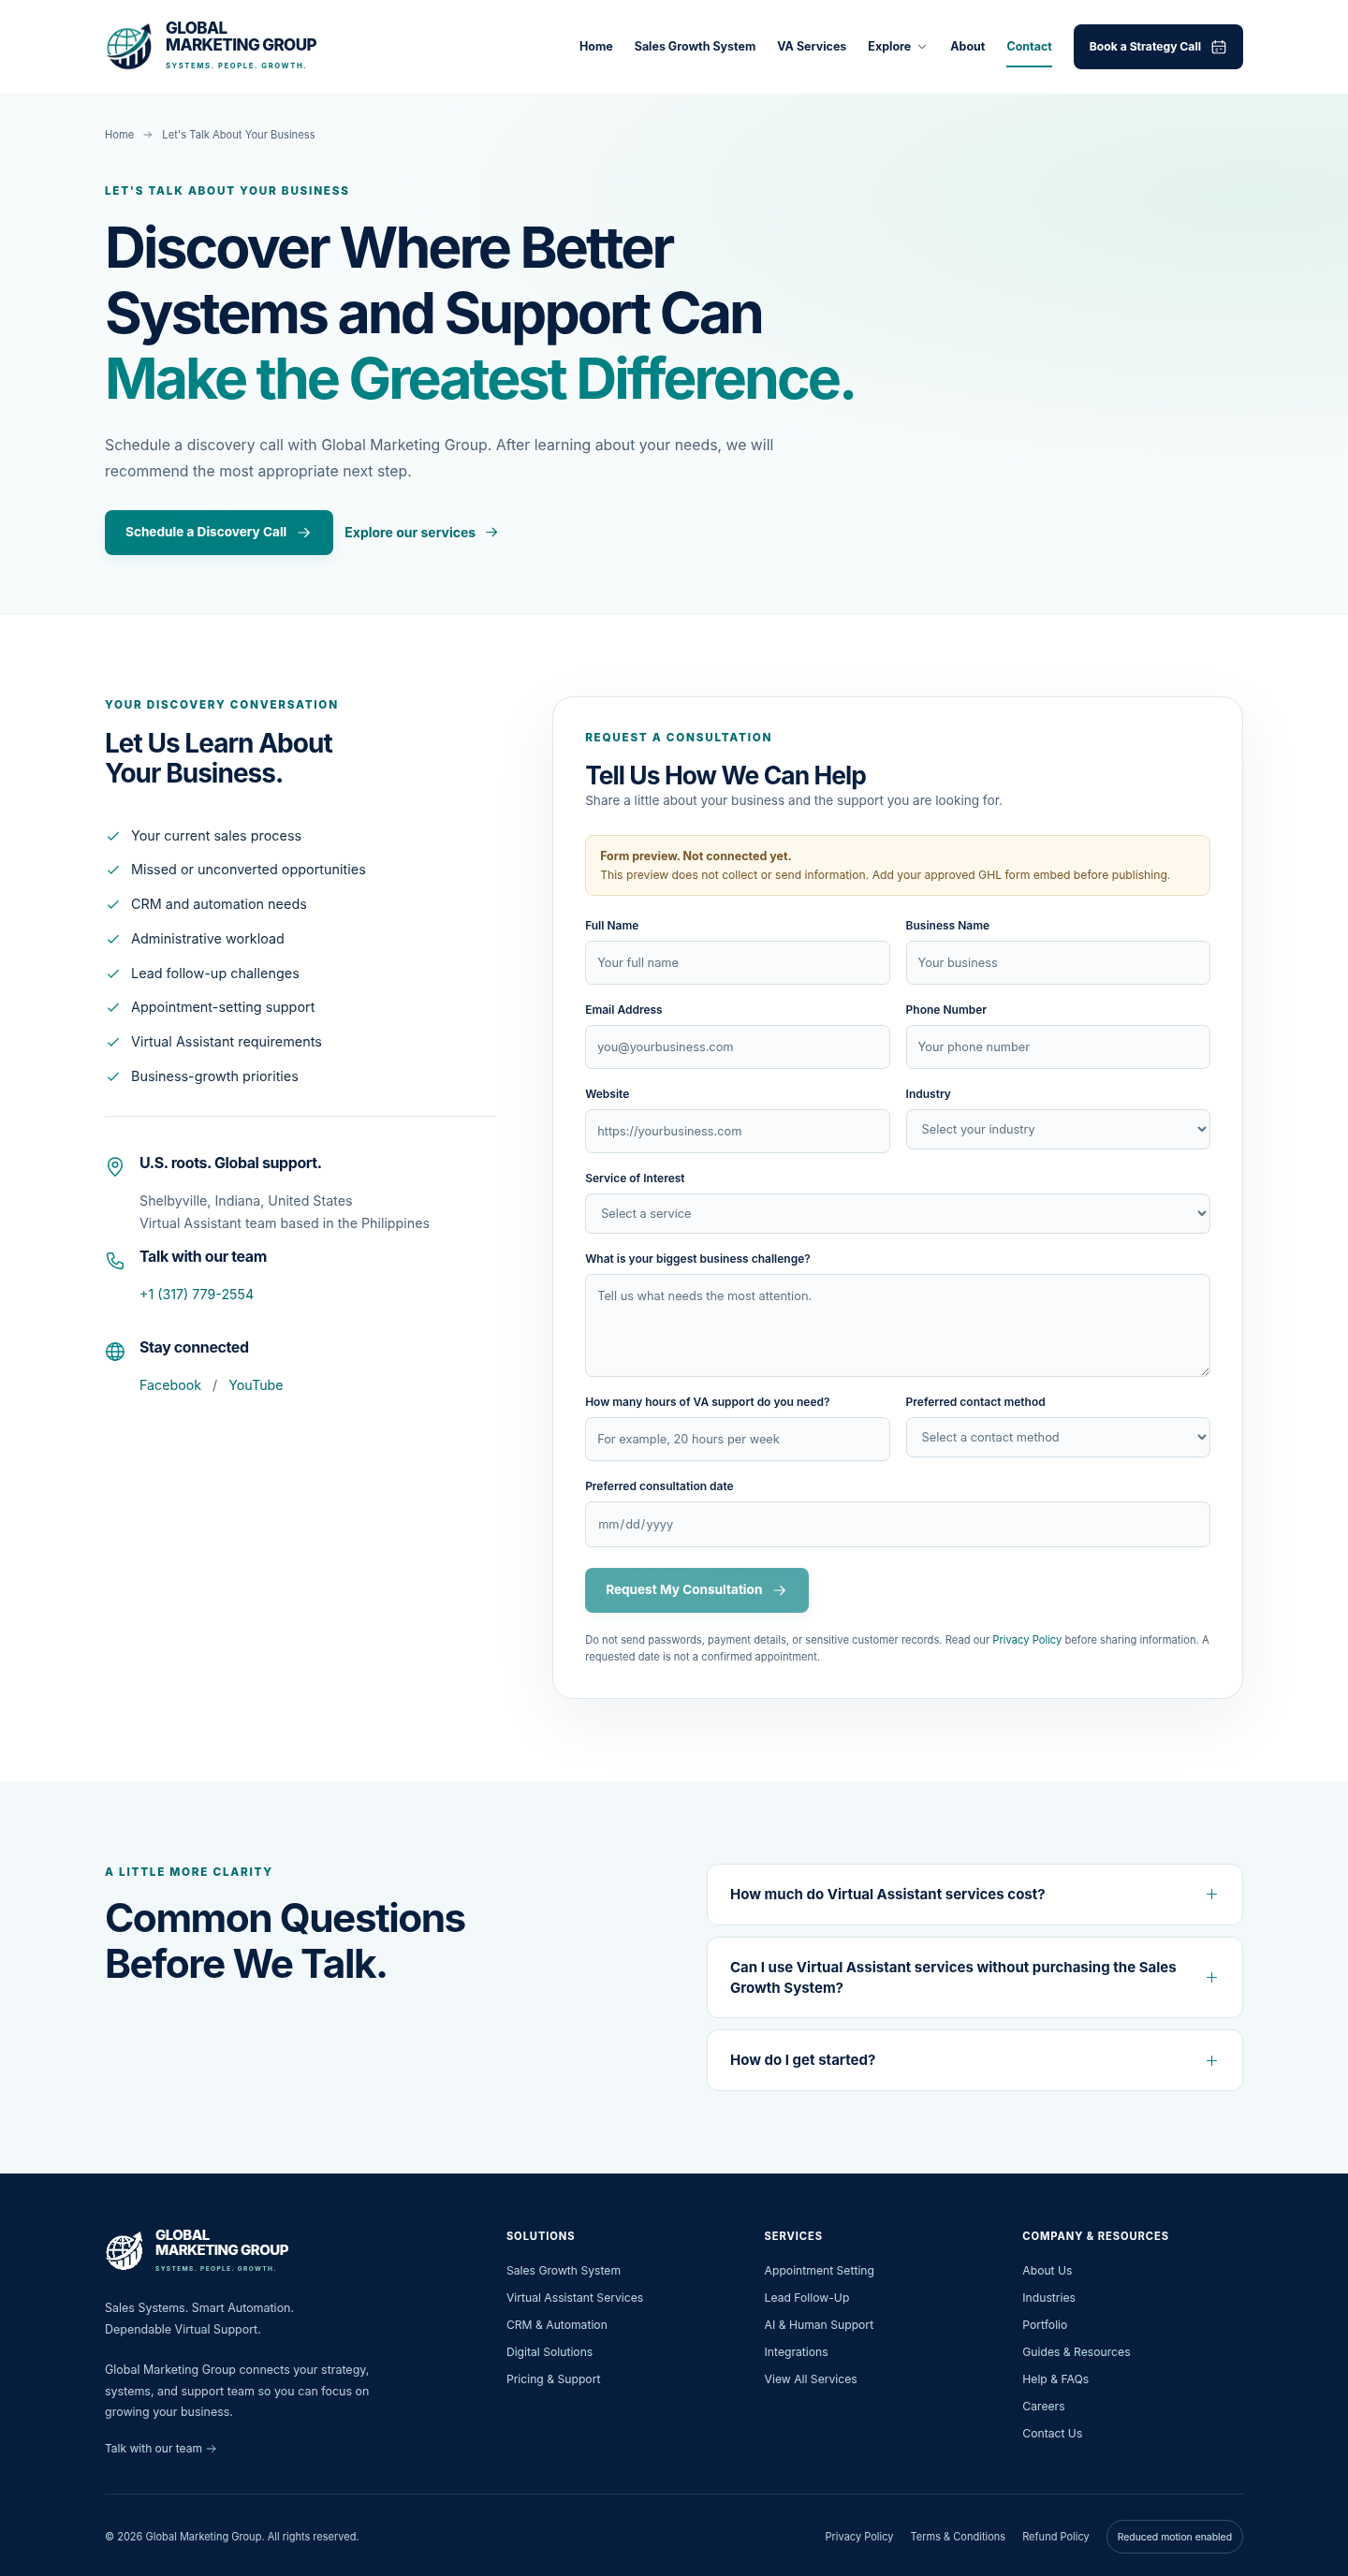 GLOBAL
MARKETING GROUP
SYSTEMS. PEOPLE. GROWTH.
Home
Sales Growth System
VA Services
Explore
About
Contact
Book a Strategy Call
Home → Let's Talk About Your Business
LET'S TALK ABOUT YOUR BUSINESS
Discover Where Better
Systems and Support Can
Make the Greatest Difference.
Schedule a discovery call with Global Marketing Group. After learning about your needs, we will
recommend the most appropriate next step.
Schedule a Discovery Call →
Explore our services →
YOUR DISCOVERY CONVERSATION
Let Us Learn About
Your Business.
Your current sales process
Missed or unconverted opportunities
CRM and automation needs
Administrative workload
Lead follow-up challenges
Appointment-setting support
Virtual Assistant requirements
Business-growth priorities
U.S. roots. Global support.
Shelbyville, Indiana, United States
Virtual Assistant team based in the Philippines
Talk with our team
+1 (317) 779-2554
Stay connected
Facebook / YouTube
REQUEST A CONSULTATION
Tell Us How We Can Help
Share a little about your business and the support you are looking for.
Form preview. Not connected yet.
This preview does not collect or send information. Add your approved GHL form embed before publishing.
Full Name
Your full name
Business Name
Your business
Email Address
you@yourbusiness.com
Phone Number
Your phone number
Website
https://yourbusiness.com
Industry
Select your industry
Service of Interest
Select a service
What is your biggest business challenge?
Tell us what needs the most attention.
How many hours of VA support do you need?
For example, 20 hours per week
Preferred contact method
Select a contact method
Preferred consultation date
mm/dd/yyyy
Request My Consultation →
Do not send passwords, payment details, or sensitive customer records. Read our Privacy Policy before sharing information. A
requested date is not a confirmed appointment.
A LITTLE MORE CLARITY
Common Questions
Before We Talk.
How much do Virtual Assistant services cost?
Can I use Virtual Assistant services without purchasing the Sales
Growth System?
How do I get started?
GLOBAL
MARKETING GROUP
SYSTEMS. PEOPLE. GROWTH.
Sales Systems. Smart Automation.
Dependable Virtual Support.
Global Marketing Group connects your strategy,
systems, and support team so you can focus on
growing your business.
Talk with our team →
SOLUTIONS
Sales Growth System
Virtual Assistant Services
CRM & Automation
Digital Solutions
Pricing & Support
SERVICES
Appointment Setting
Lead Follow-Up
AI & Human Support
Integrations
View All Services
COMPANY & RESOURCES
About Us
Industries
Portfolio
Guides & Resources
Help & FAQs
Careers
Contact Us
© 2026 Global Marketing Group. All rights reserved.
Privacy Policy
Terms & Conditions
Refund Policy
Reduced motion enabled